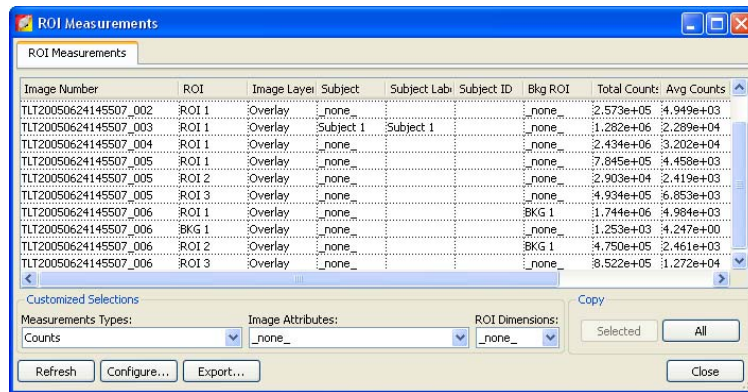 ROI Measurements
ROI Measurements
Image Number ROI Image Layer Subject Subject Lab Subject ID Bkg ROI Total Counts Avg Counts
TLT20050624145507_002 ROI 1 Overlay _none_ _none_ 2.573e+05 4.949e+03
TLT20050624145507_003 ROI 1 Overlay Subject 1 Subject 1 _none_ 1.282e+06 2.289e+04
TLT20050624145507_004 ROI 1 Overlay _none_ _none_ 2.434e+06 3.202e+04
TLT20050624145507_005 ROI 1 Overlay _none_ _none_ 7.845e+05 4.458e+03
TLT20050624145507_005 ROI 2 Overlay _none_ _none_ 2.903e+04 2.419e+03
TLT20050624145507_005 ROI 3 Overlay _none_ _none_ 4.934e+05 6.853e+03
TLT20050624145507_006 ROI 1 Overlay _none_ BKG 1 1.744e+06 4.984e+03
TLT20050624145507_006 BKG 1 Overlay _none_ _none_ 1.253e+03 4.247e+00
TLT20050624145507_006 ROI 2 Overlay _none_ BKG 1 4.750e+05 2.461e+03
TLT20050624145507_006 ROI 3 Overlay _none_ _none_ 8.522e+05 1.272e+04
Customized Selections Copy
Measurements Types: Image Attributes: ROI Dimensions:
Counts _none_ _none_ Selected All
Refresh Configure... Export... Close